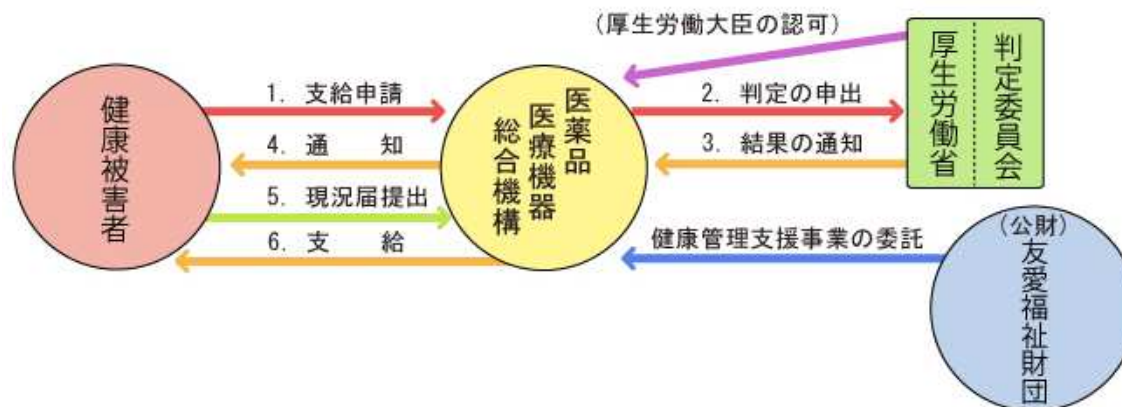 (厚生労働大臣の認可)
1. 支給申請
2. 判定の申出
4. 通　　知
3. 結果の通知
5. 現況届提出
6. 支　　給
健康管理支援事業の委託
健康被害者
医薬品
医療機器
総合機構
判定委員会
厚生労働省
(公財)
友愛福祉財団